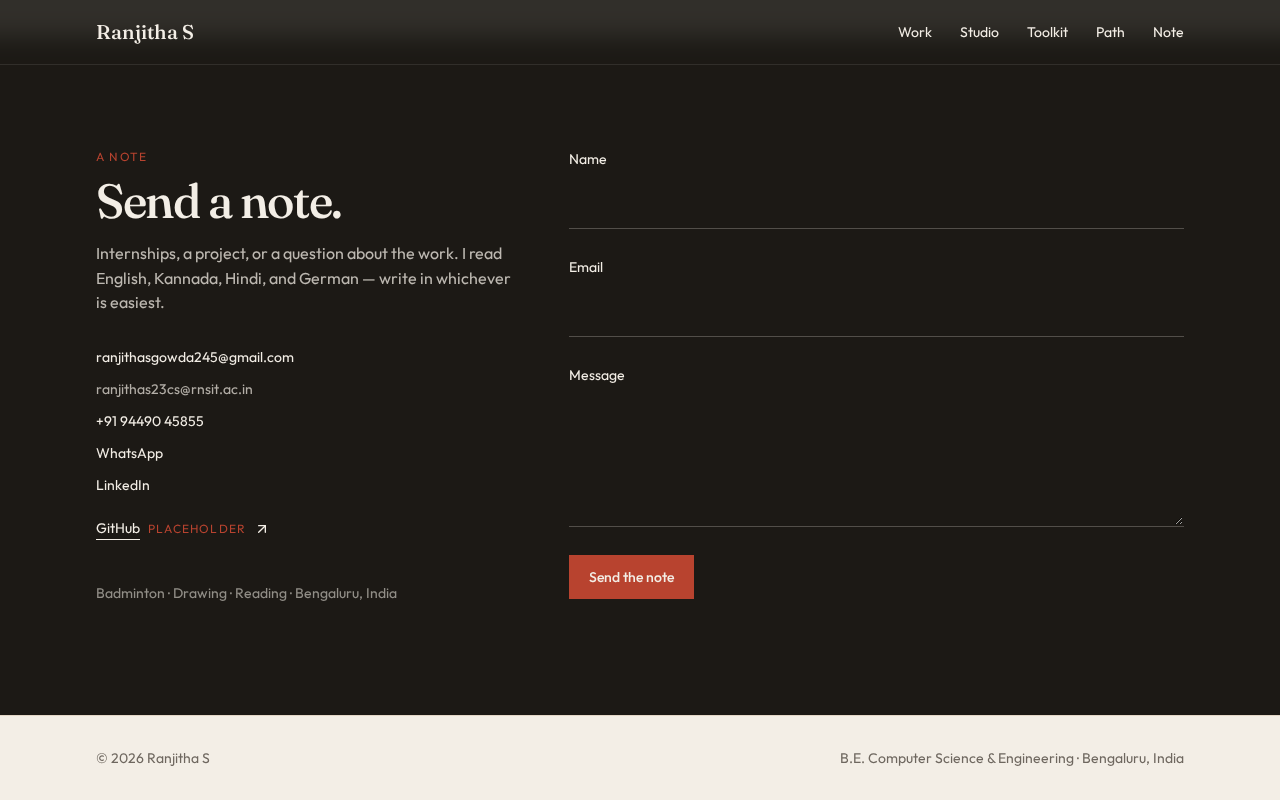 Ranjitha S
Work
Studio
Toolkit
Path
Note
A NOTE
Send a note.
Internships, a project, or a question about the work. I read
English, Kannada, Hindi, and German — write in whichever
is easiest.
ranjithasgowda245@gmail.com
ranjithas23cs@rnsit.ac.in
+91 94490 45855
WhatsApp
LinkedIn
GitHub PLACEHOLDER
Badminton · Drawing · Reading · Bengaluru, India
Name
Email
Message
Send the note
© 2026 Ranjitha S
B.E. Computer Science & Engineering · Bengaluru, India